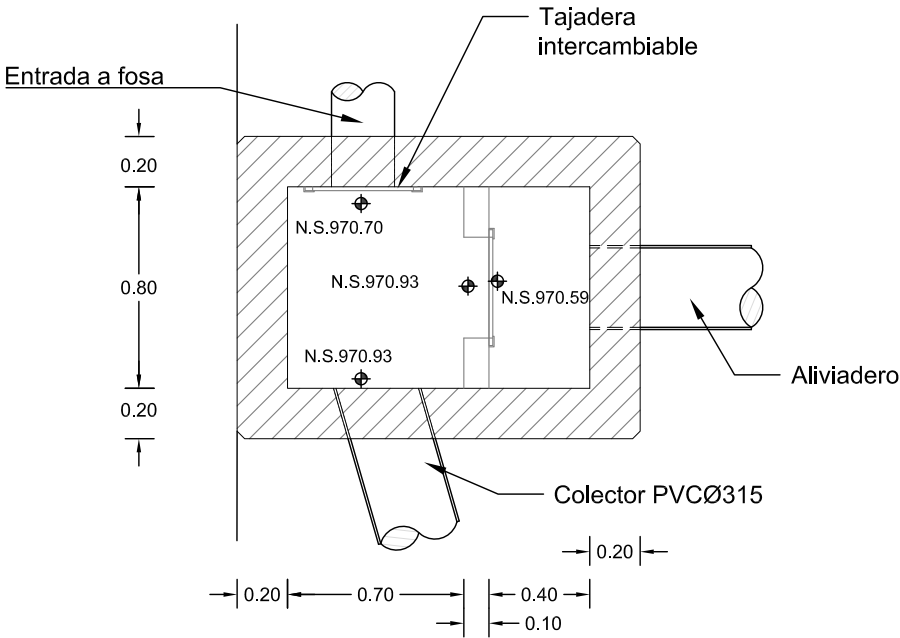 Tajadera
intercambiable
Entrada a fosa
0.20
N.S.970.70
0.80
N.S.970.93
N.S.970.59
N.S.970.93
Aliviadero
0.20
Colector PVCØ315
0.20
0.20
0.70
0.40
0.10